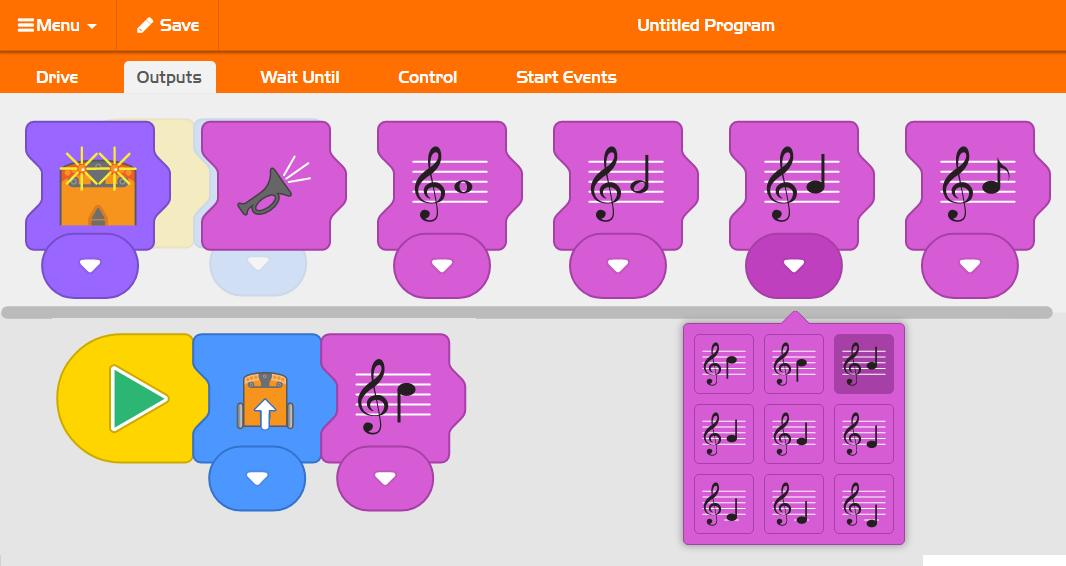 Menu
Save
Untitled Program
Drive
Outputs
Wait Until
Control
Start Events